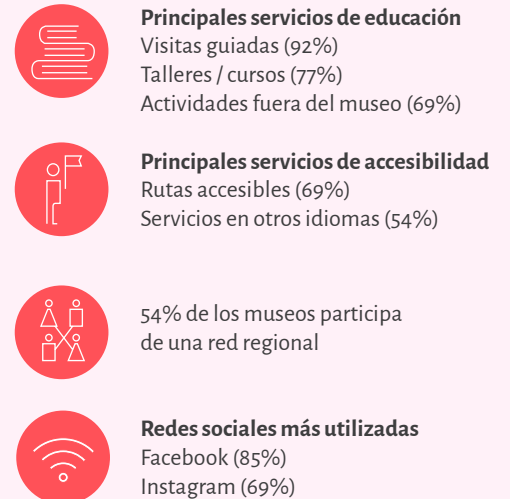 Principales servicios de educación
Visitas guiadas (92%)
Talleres / cursos (77%)
Actividades fuera del museo (69%)
Principales servicios de accesibilidad
Rutas accesibles (69%)
Servicios en otros idiomas (54%)
54% de los museos participa
de una red regional
Redes sociales más utilizadas
Facebook (85%)
Instagram (69%)